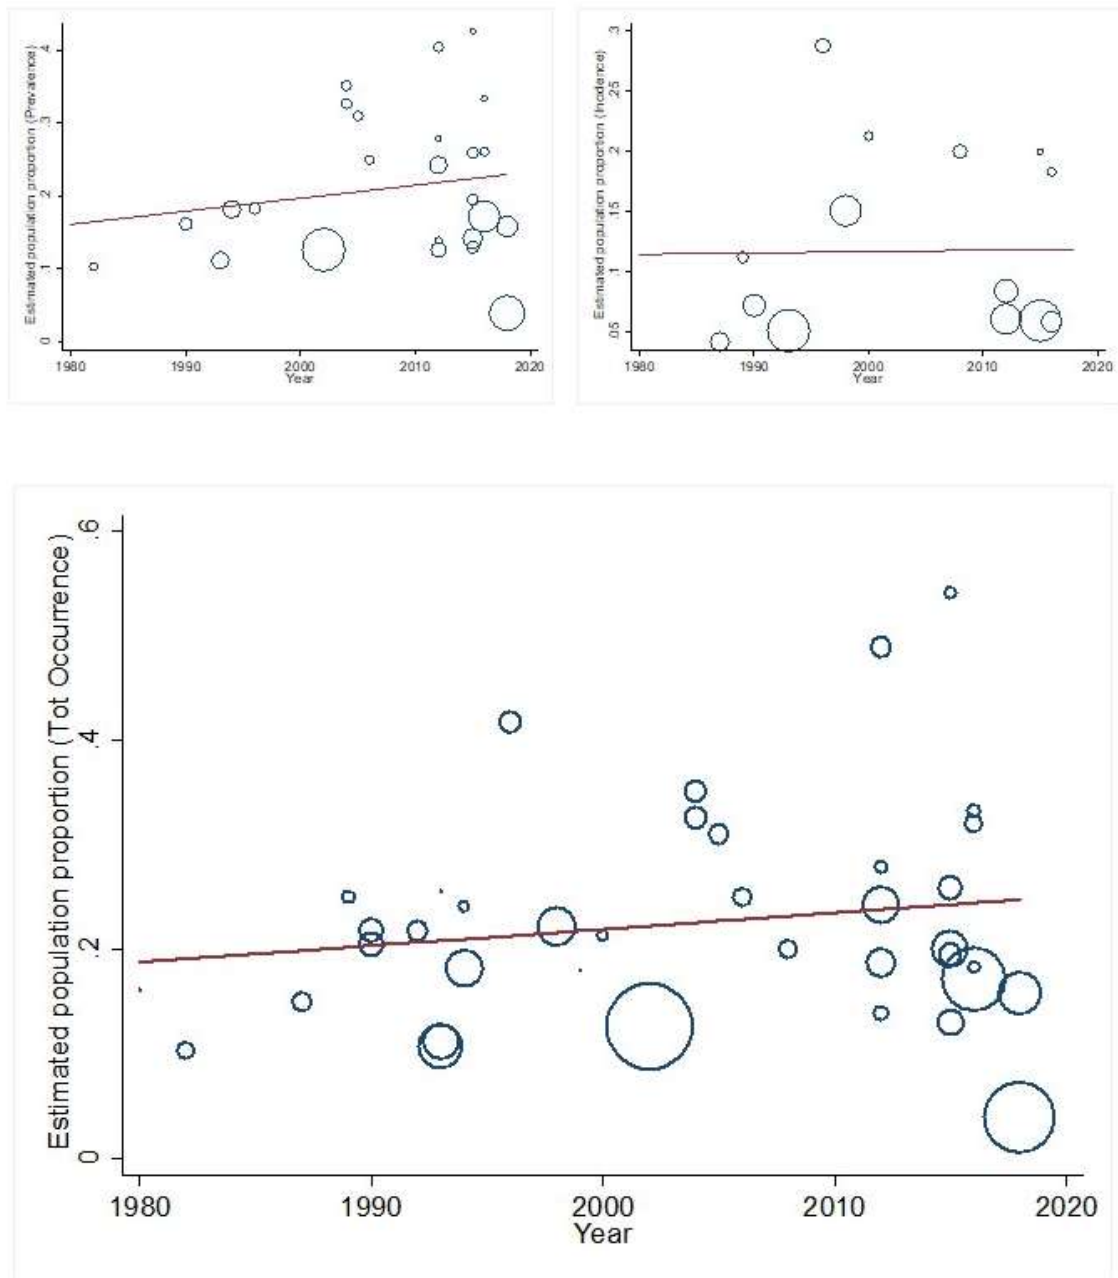 Estimated population proportion (Prevalence)
.4
.3
.2
.1
0
1980 1990 2000 2010 2020
Year
Estimated population proportion (Incidence)
.3
.25
.2
.15
.1
.05
1980 1990 2000 2010 2020
Year
Estimated population proportion (Tot Occurrence)
.6
.4
.2
0
1980 1990 2000 2010 2020
Year